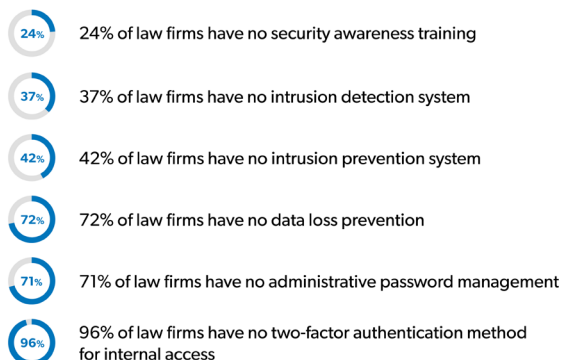 24% 24% of law firms have no security awareness training
37% 37% of law firms have no intrusion detection system
42% 42% of law firms have no intrusion prevention system
72% 72% of law firms have no data loss prevention
71% 71% of law firms have no administrative password management
96% 96% of law firms have no two-factor authentication method
for internal access